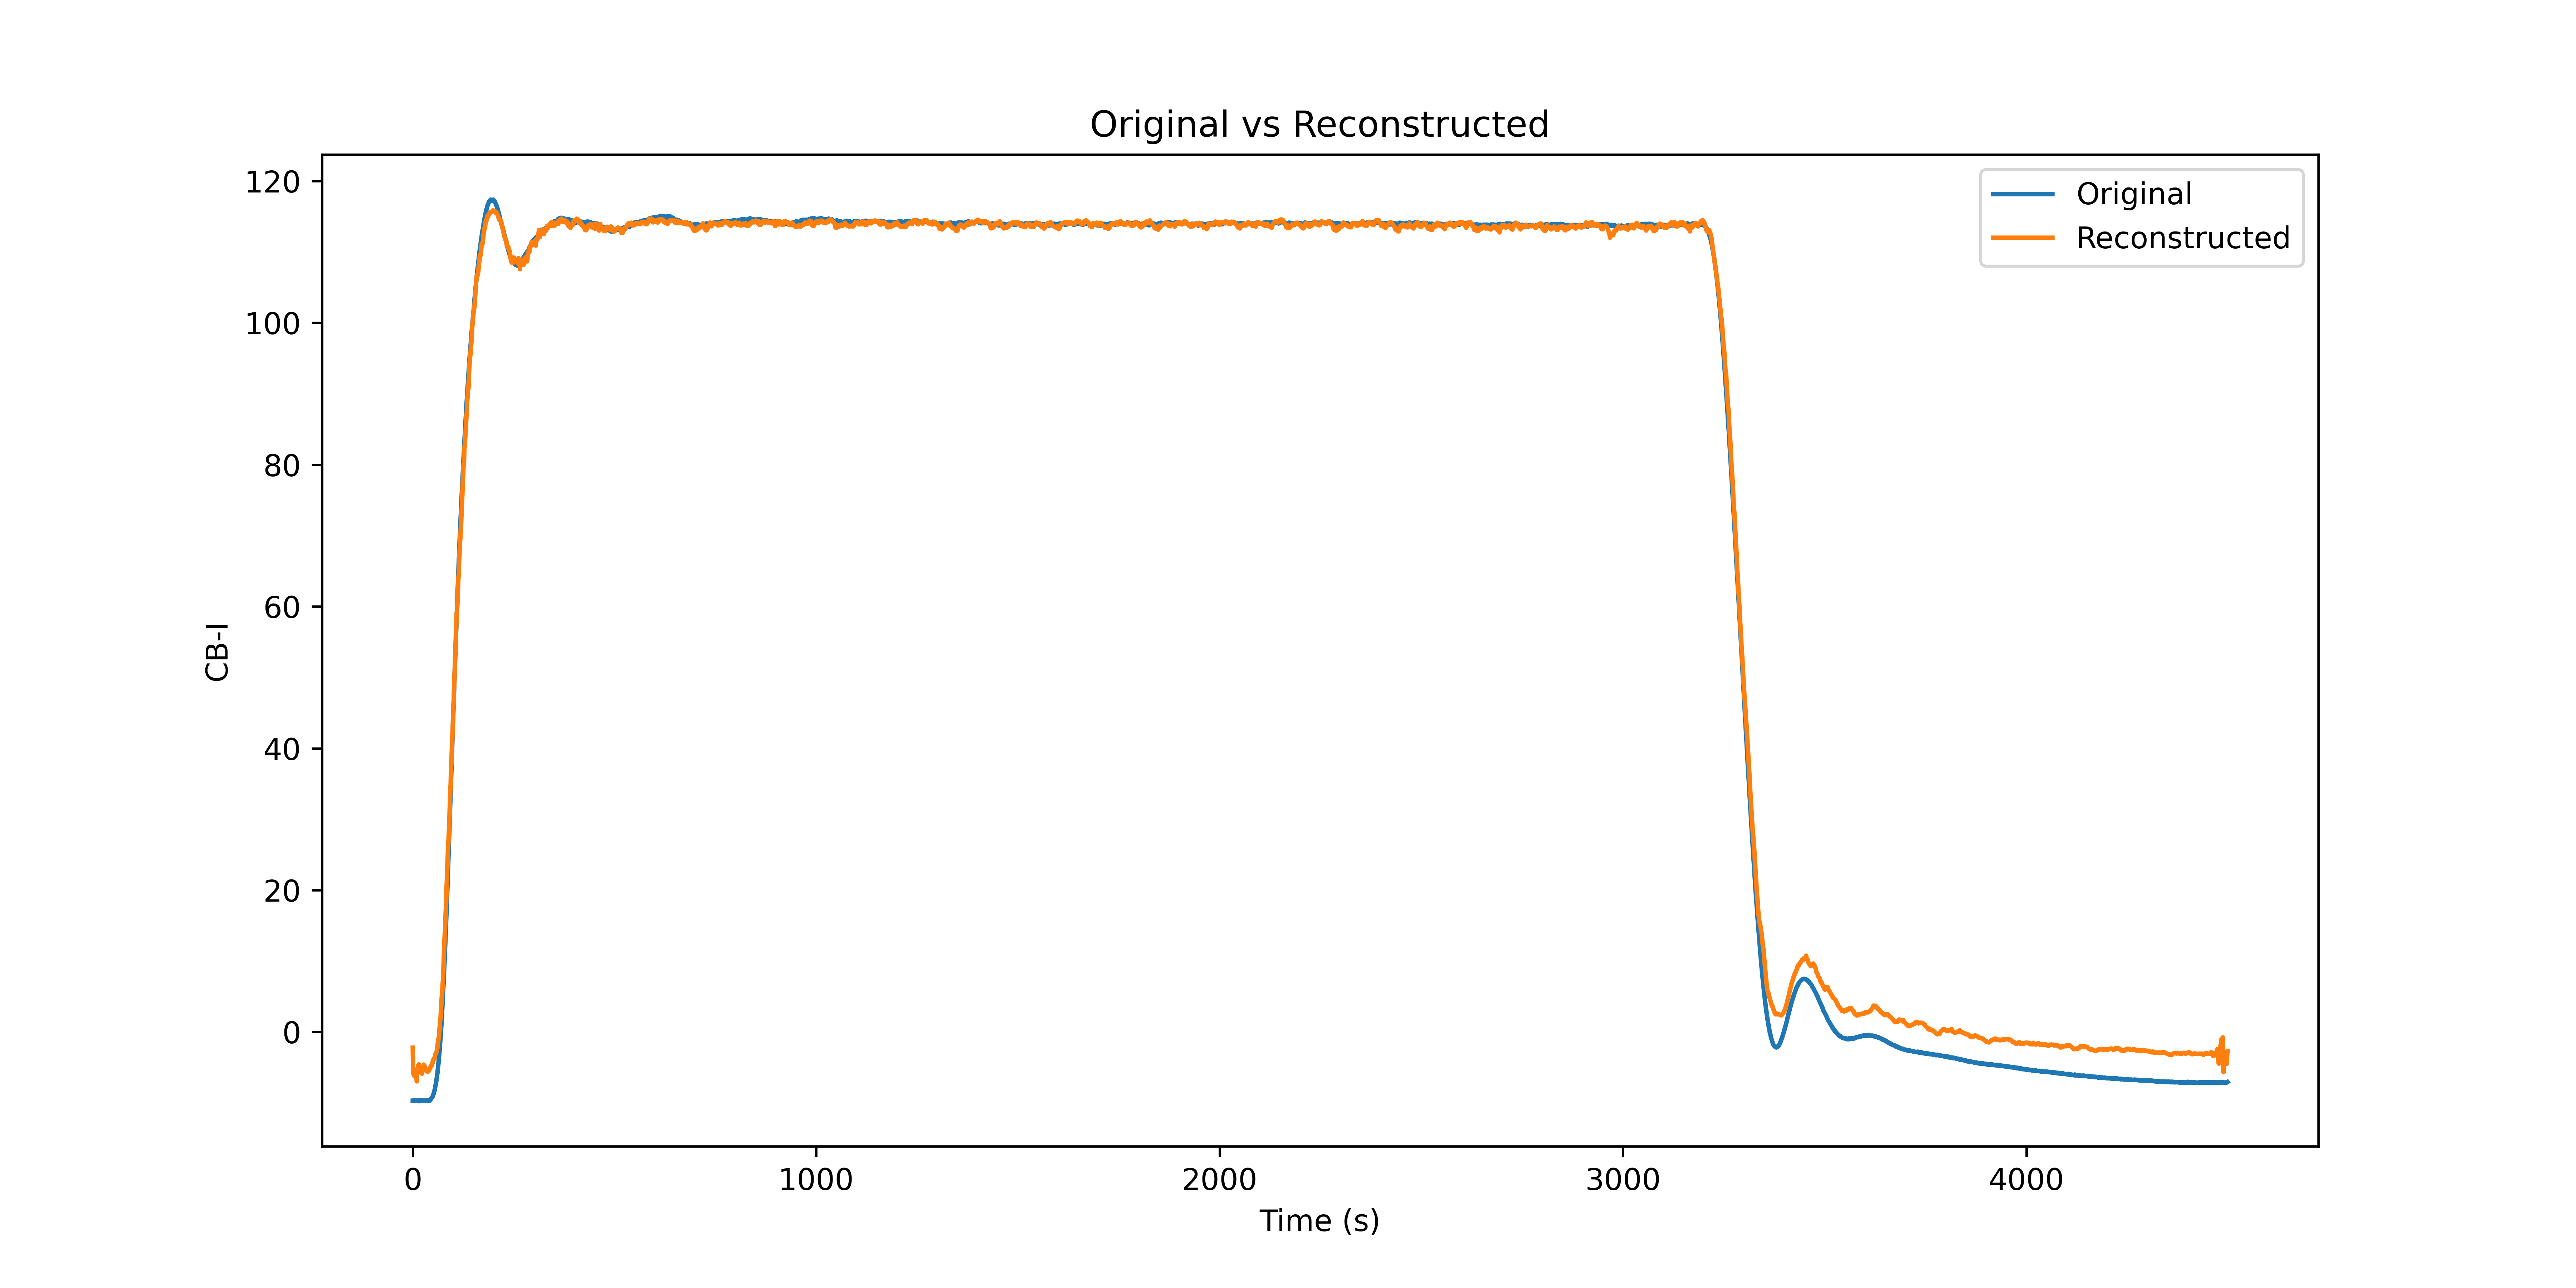 Original vs Reconstructed
Original
Reconstructed
120
100
80
60
40
20
0
CB-I
0 1000 2000 3000 4000
Time (s)